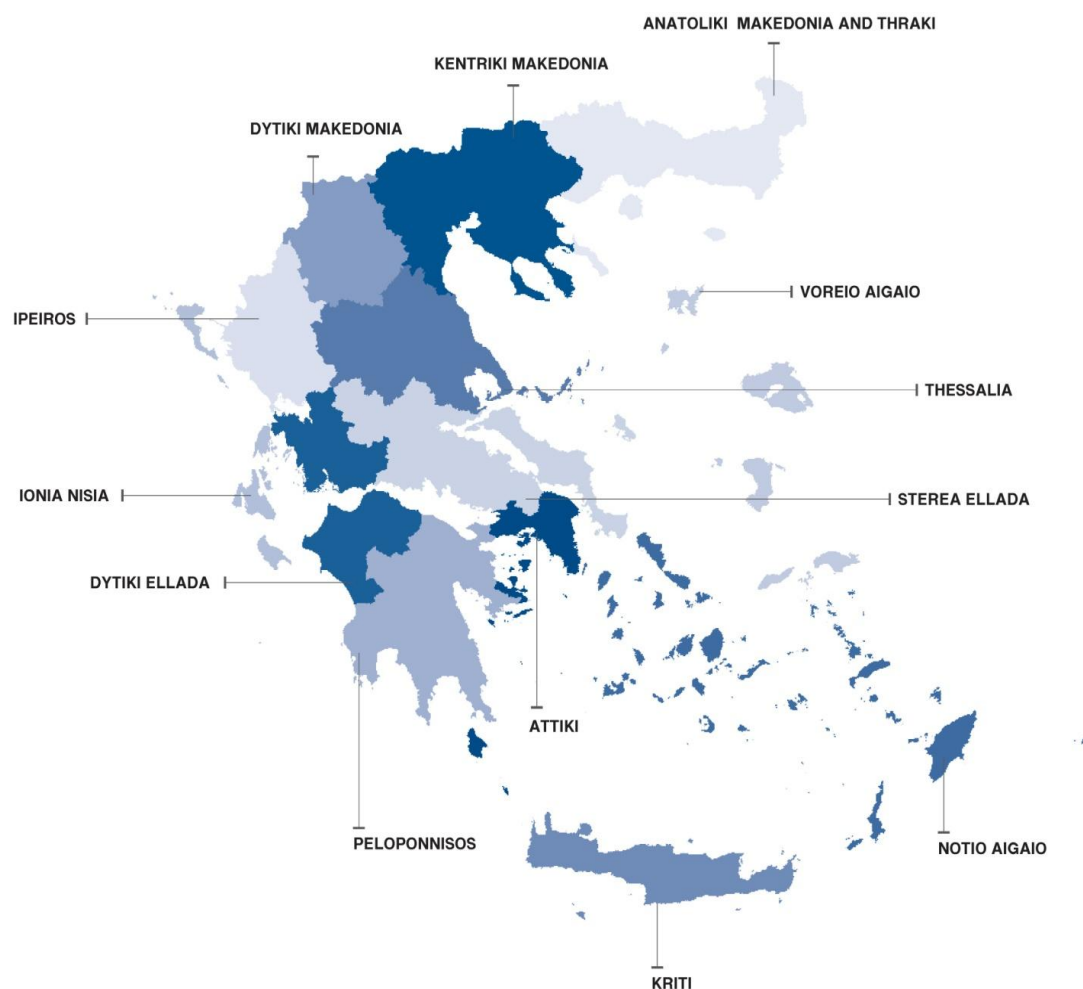 ANATOLIKI MAKEDONIA AND THRAKI
KENTRIKI MAKEDONIA
DYTIKI MAKEDONIA
VOREIO AIGAIO
IPEIROS
THESSALIA
IONIA NISIA
STEREA ELLADA
DYTIKI ELLADA
ATTIKI
PELOPONNISOS
NOTIO AIGAIO
KRITI